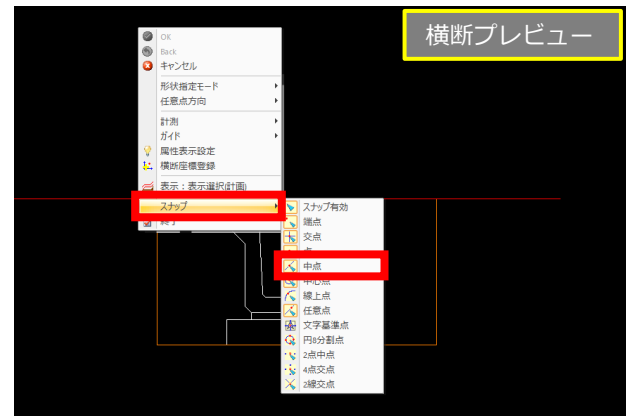 横断プレビュー
OK
Back
キャンセル
形状指定モード
任意点方向
計測
ガイド
属性表示設定
横断座標登録
表示：表示選択(計画)
スナップ
終了
スナップ有効
端点
交点
点
中点
中心点
線上点
任意点
文字基準点
円8分割点
2点中点
4点交点
2線交点